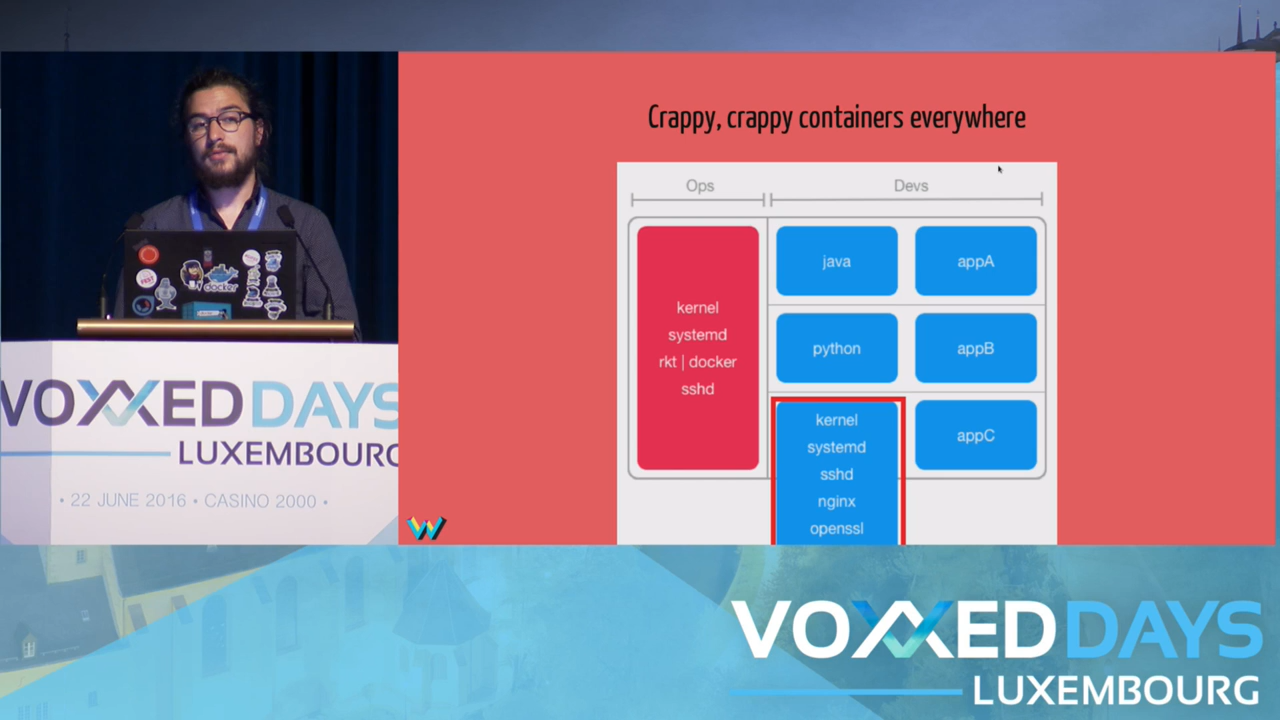 Crappy, crappy containers everywhere
Ops
Devs
kernel
systemd
rkt | docker
sshd
java
appA
python
appB
kernel
systemd
sshd
nginx
openssl
appC
docker
VOXXED DAYS
LUXEMBOURG
• 22 JUNE 2016 • CASINO 2000 •
W
VOXXED DAYS
LUXEMBOURG